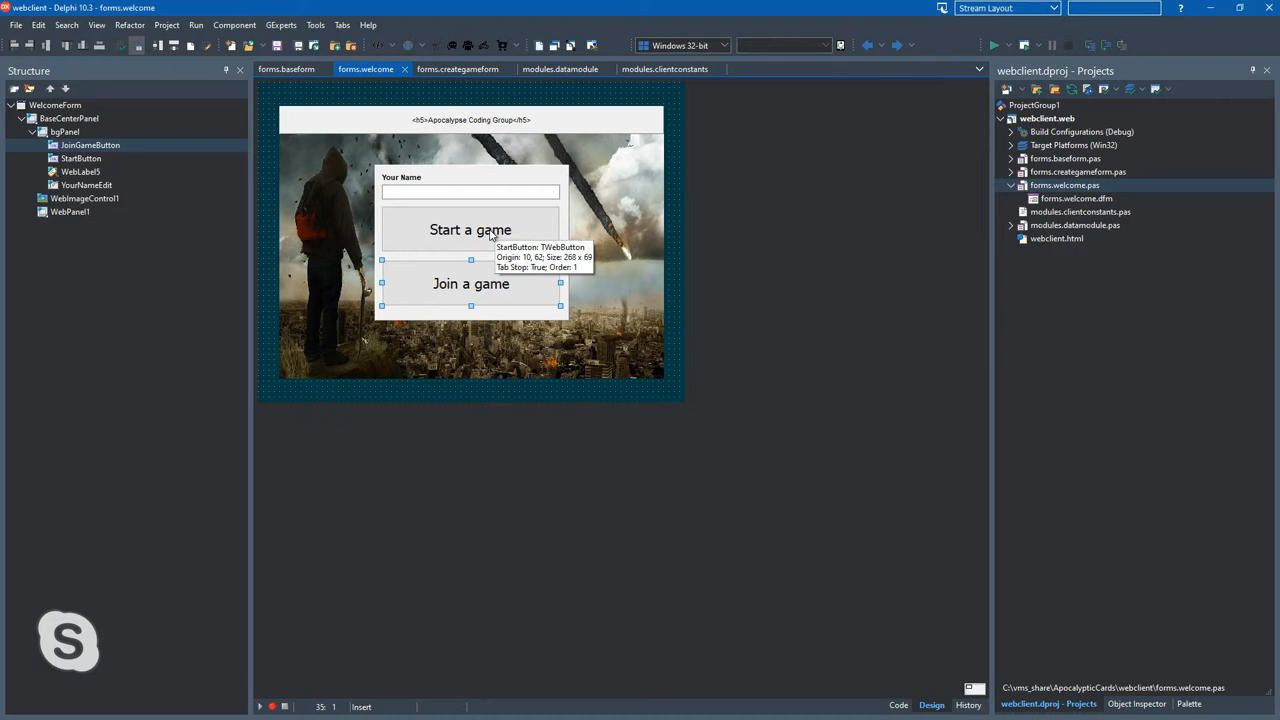 webclient - Delphi 10.3 - forms.welcome
Stream Layout
File Edit Search View Refactor Project Run Component GExperts Tools Tabs Help
Windows 32-bit
Structure
forms.baseform forms.welcome forms.creategameform modules.datamodule modules.clientconstants
webclient.dproj - Projects
WelcomeForm
BaseCenterPanel
bgPanel
JoinGameButton
StartButton
WebLabel5
YourNameEdit
WebImageControl1
WebPanel1
<h5>Apocalypse Coding Group</h5>
Your Name
Start a game
StartButton: TWebButton
Origin: 10, 62; Size: 268 x 69
Tab Stop: True; Order: 1
Join a game
ProjectGroup1
webclient.web
Build Configurations (Debug)
Target Platforms (Win32)
forms.baseform.pas
forms.creategameform.pas
forms.welcome.pas
forms.welcome.dfm
modules.clientconstants.pas
modules.datamodule.pas
webclient.html
S
C:\vms_share\ApocalypticCards\webclient\forms.welcome.pas
35: 1 Insert
Code Design History
webclient.dproj - Projects Object Inspector Palette